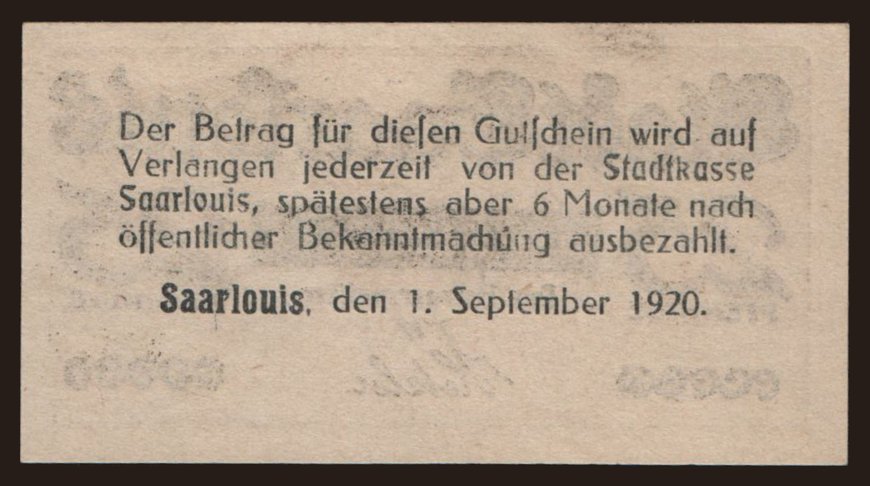 Der Betrag für diesen Gutschein wird auf
Verlangen jederzeit von der Stadtkasse
Saarlouis, spätestens aber 6 Monate nach
öffentlicher Bekanntmachung ausbezahlt.
Saarlouis, den 1. September 1920.